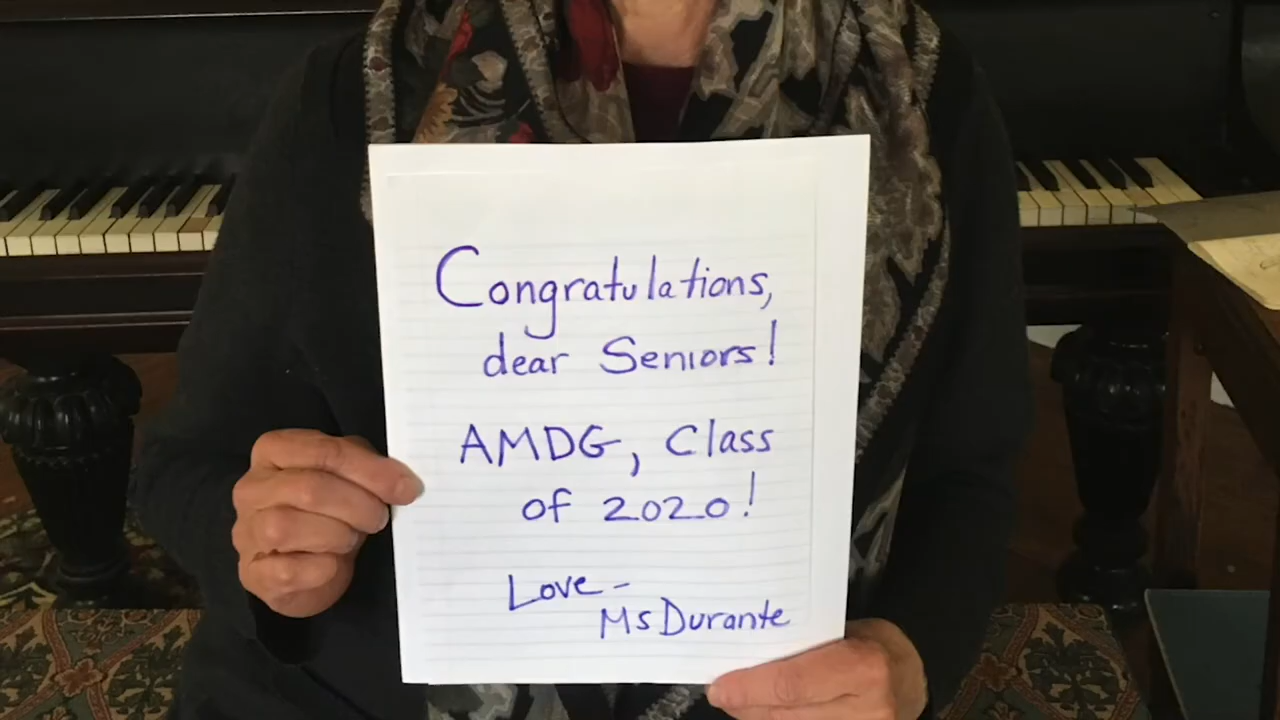 Congratulations,
dear Seniors!
AMDG, Class
of 2020!
Love -
Ms Durante